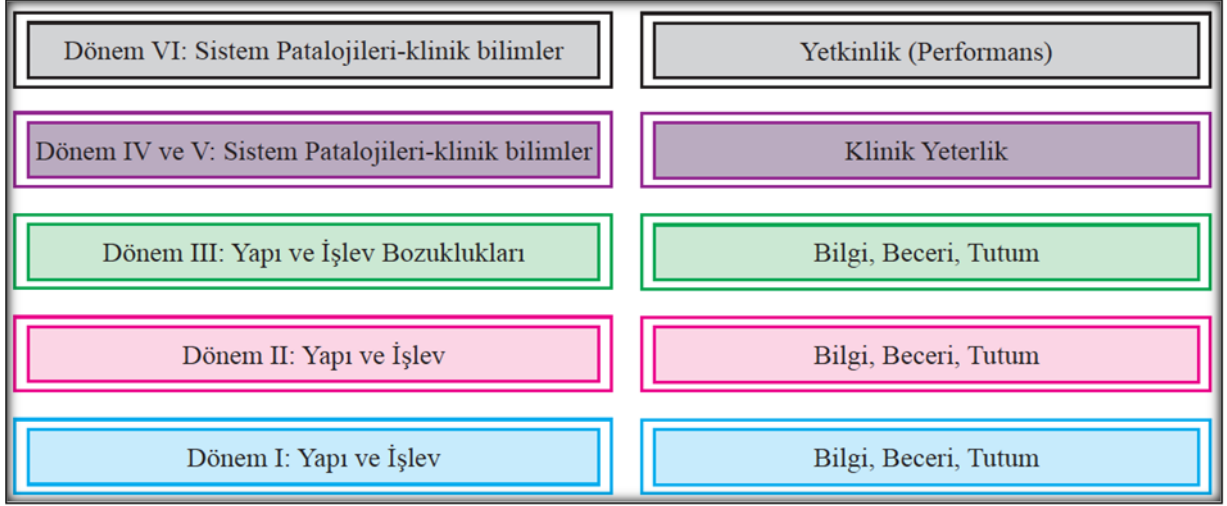 Dönem VI: Sistem Patalojileri-klinik bilimler
Yetkinlik (Performans)
Dönem IV ve V: Sistem Patalojileri-klinik bilimler
Klinik Yeterlik
Dönem III: Yapı ve İşlev Bozuklukları
Bilgi, Beceri, Tutum
Dönem II: Yapı ve İşlev
Bilgi, Beceri, Tutum
Dönem I: Yapı ve İşlev
Bilgi, Beceri, Tutum